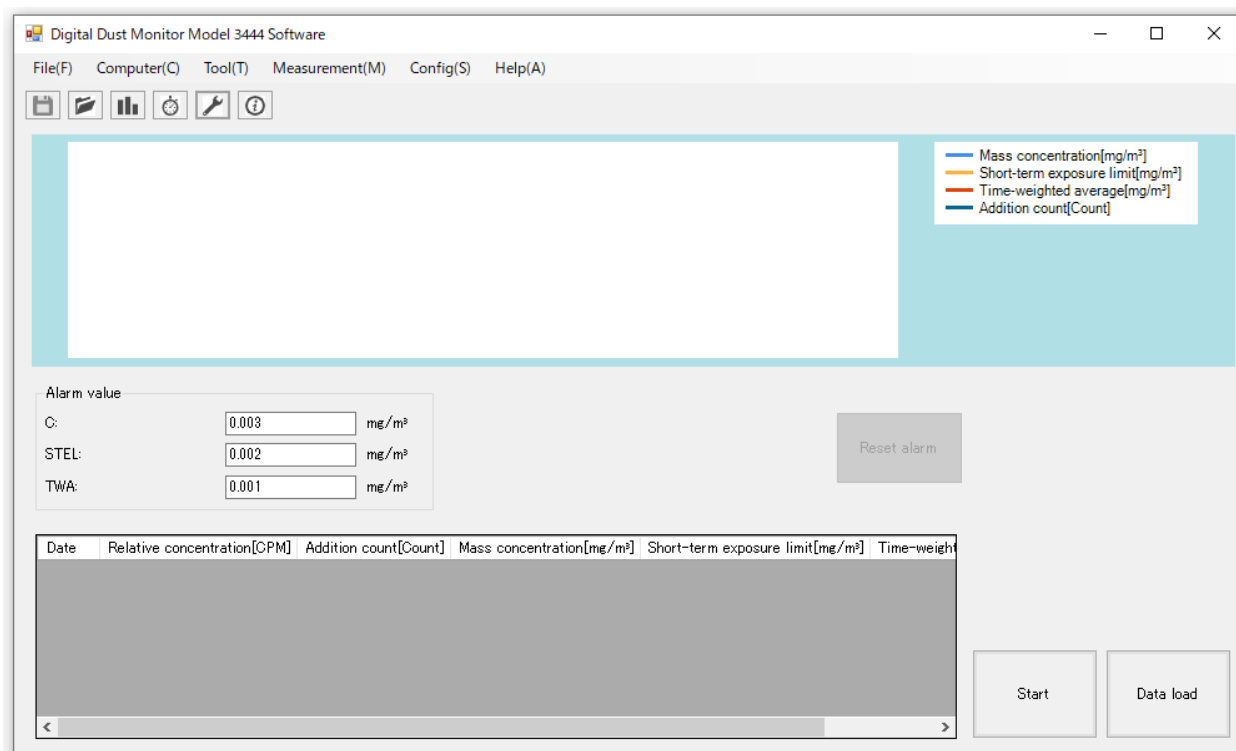 Digital Dust Monitor Model 3444 Software
File(F) Computer(C) Tool(T) Measurement(M) Config(S) Help(A)
Mass concentration[mg/m³]
Short-term exposure limit[mg/m³]
Time-weighted average[mg/m³]
Addition count[Count]
Alarm value
C: 0.003 mg/m³
STEL: 0.002 mg/m³
TWA: 0.001 mg/m³
Reset alarm
Date Relative concentration[CPM] Addition count[Count] Mass concentration[mg/m³] Short-term exposure limit[mg/m³] Time-weight
Start Data load